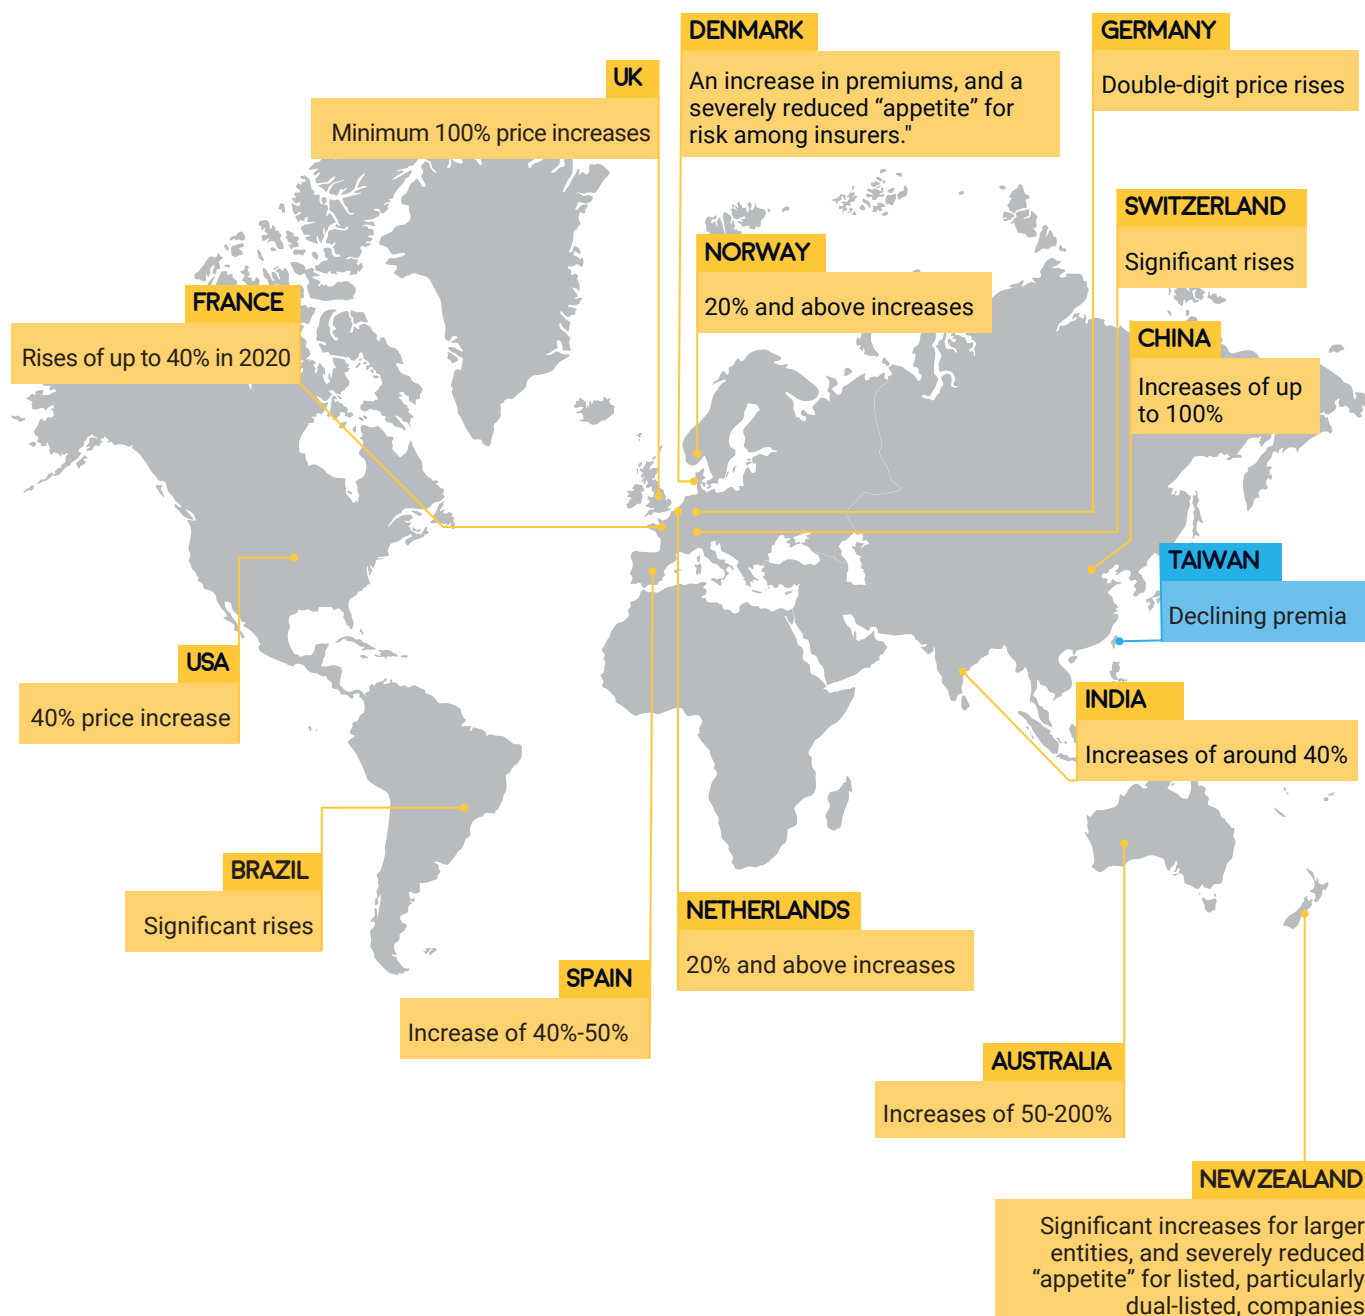 DENMARK
An increase in premiums, and a
severely reduced “appetite” for
risk among insurers."
GERMANY
Double-digit price rises
UK
Minimum 100% price increases
SWITZERLAND
Significant rises
NORWAY
20% and above increases
FRANCE
Rises of up to 40% in 2020
CHINA
Increases of up
to 100%
TAIWAN
Declining premia
USA
40% price increase
INDIA
Increases of around 40%
BRAZIL
Significant rises
NETHERLANDS
20% and above increases
SPAIN
Increase of 40%-50%
AUSTRALIA
Increases of 50-200%
NEW ZEALAND
Significant increases for larger
entities, and severely reduced
“appetite” for listed, particularly
dual-listed, companies